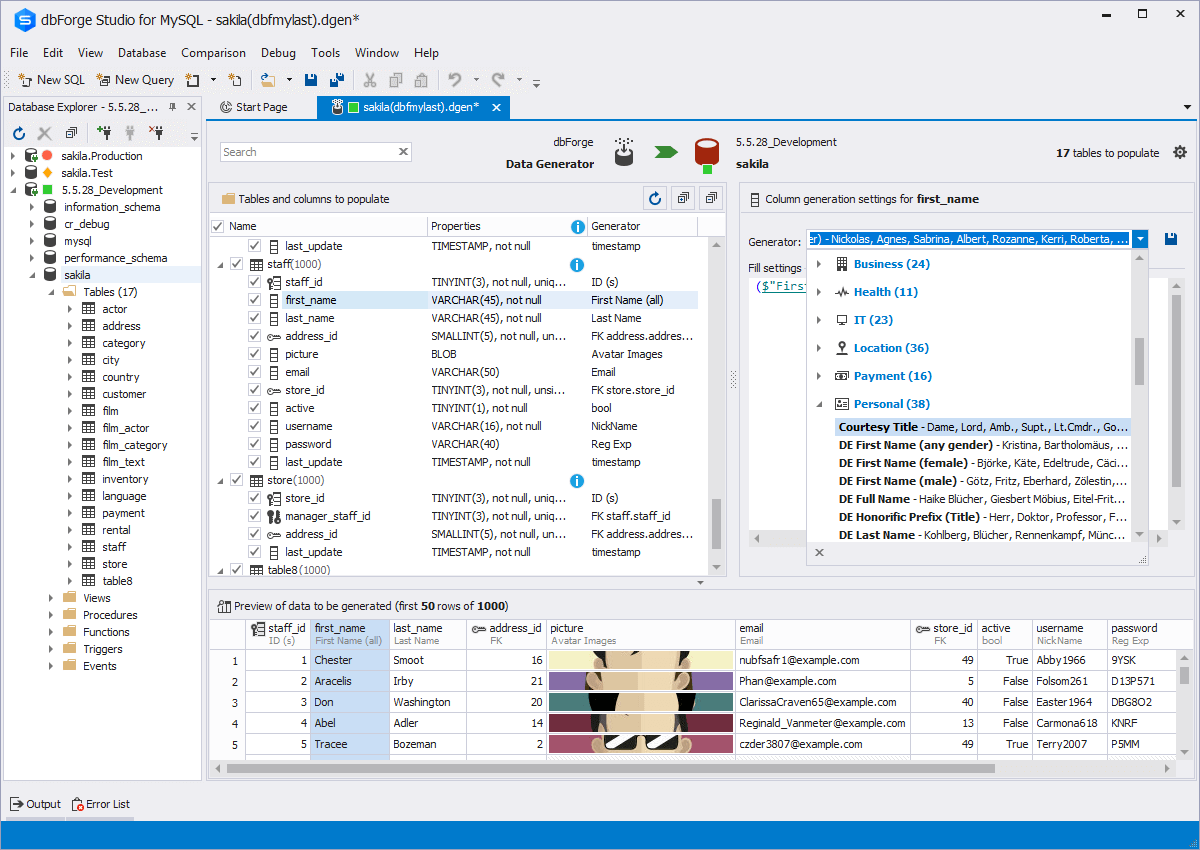 dbForge Studio for MySQL - sakila(dbfmylast).dgen*
File Edit View Database Comparison Debug Tools Window Help
New SQL New Query
Database Explorer - 5.5.28_...
sakila.Production
sakila.Test
5.5.28_Development
information_schema
cr_debug
mysql
performance_schema
sakila
Tables (17)
actor
address
category
city
country
customer
film
film_actor
film_category
film_text
inventory
language
payment
rental
staff
store
table8
Views
Procedures
Functions
Triggers
Events
Start Page sakila(dbfmylast).dgen*
Search
dbForge
Data Generator
5.5.28_Development
sakila
17 tables to populate
Tables and columns to populate
Name Properties Generator
last_update TIMESTAMP, not null timestamp
staff(1000)
staff_id TINYINT(3), not null, uniq... ID (s)
first_name VARCHAR(45), not null First Name (all)
last_name VARCHAR(45), not null Last Name
address_id SMALLINT(5), not null, un... FK address.addres...
picture BLOB Avatar Images
email VARCHAR(50) Email
store_id TINYINT(3), not null, unsi... FK store.store_id
active TINYINT(1), not null bool
username VARCHAR(16), not null NickName
password VARCHAR(40) Reg Exp
last_update TIMESTAMP, not null timestamp
store(1000)
store_id TINYINT(3), not null, uniq... ID (s)
manager_staff_id TINYINT(3), not null, uniq... FK staff.staff_id
address_id SMALLINT(5), not null, un... FK address.addres...
last_update TIMESTAMP, not null timestamp
table8(1000)
Column generation settings for first_name
Generator: er) - Nickolas, Agnes, Sabrina, Albert, Rozanne, Kerri, Roberta, ...
Fill settings
($"Firs
Business (24)
Health (11)
IT (23)
Location (36)
Payment (16)
Personal (38)
Courtesy Title - Dame, Lord, Amb., Supt., Lt.Cmdr., Go...
DE First Name (any gender) - Kristina, Bartholomäus, ...
DE First Name (female) - Björke, Käte, Edeltrude, Cäci...
DE First Name (male) - Götz, Fritz, Eberhard, Zölestin,...
DE Full Name - Haike Blücher, Giesbert Möbius, Eitel-Frit...
DE Honorific Prefix (Title) - Herr, Doktor, Professor, F...
DE Last Name - Kohlberg, Blücher, Rennenkampf, Münc...
Preview of data to be generated (first 50 rows of 1000)
staff_id first_name last_name address_id picture email store_id active username password
ID (s) First Name (all) Last Name FK Avatar Images Email FK bool NickName Reg Exp
1 1 Chester Smoot 16 nubfsafr1@example.com 49 True Abby1966 9YSK
2 2 Aracelis Irby 21 Phan@example.com 5 False Folsom261 D13P571
3 3 Don Washington 20 ClarissaCraven65@example.com 40 False Easter1964 DBG8O2
4 4 Abel Adler 14 Reginald_Vanmeter@example.com 13 False Carmona618 KNRF
5 5 Tracee Bozeman 2 czder3807@example.com 49 True Terry2007 P5MM
Output Error List